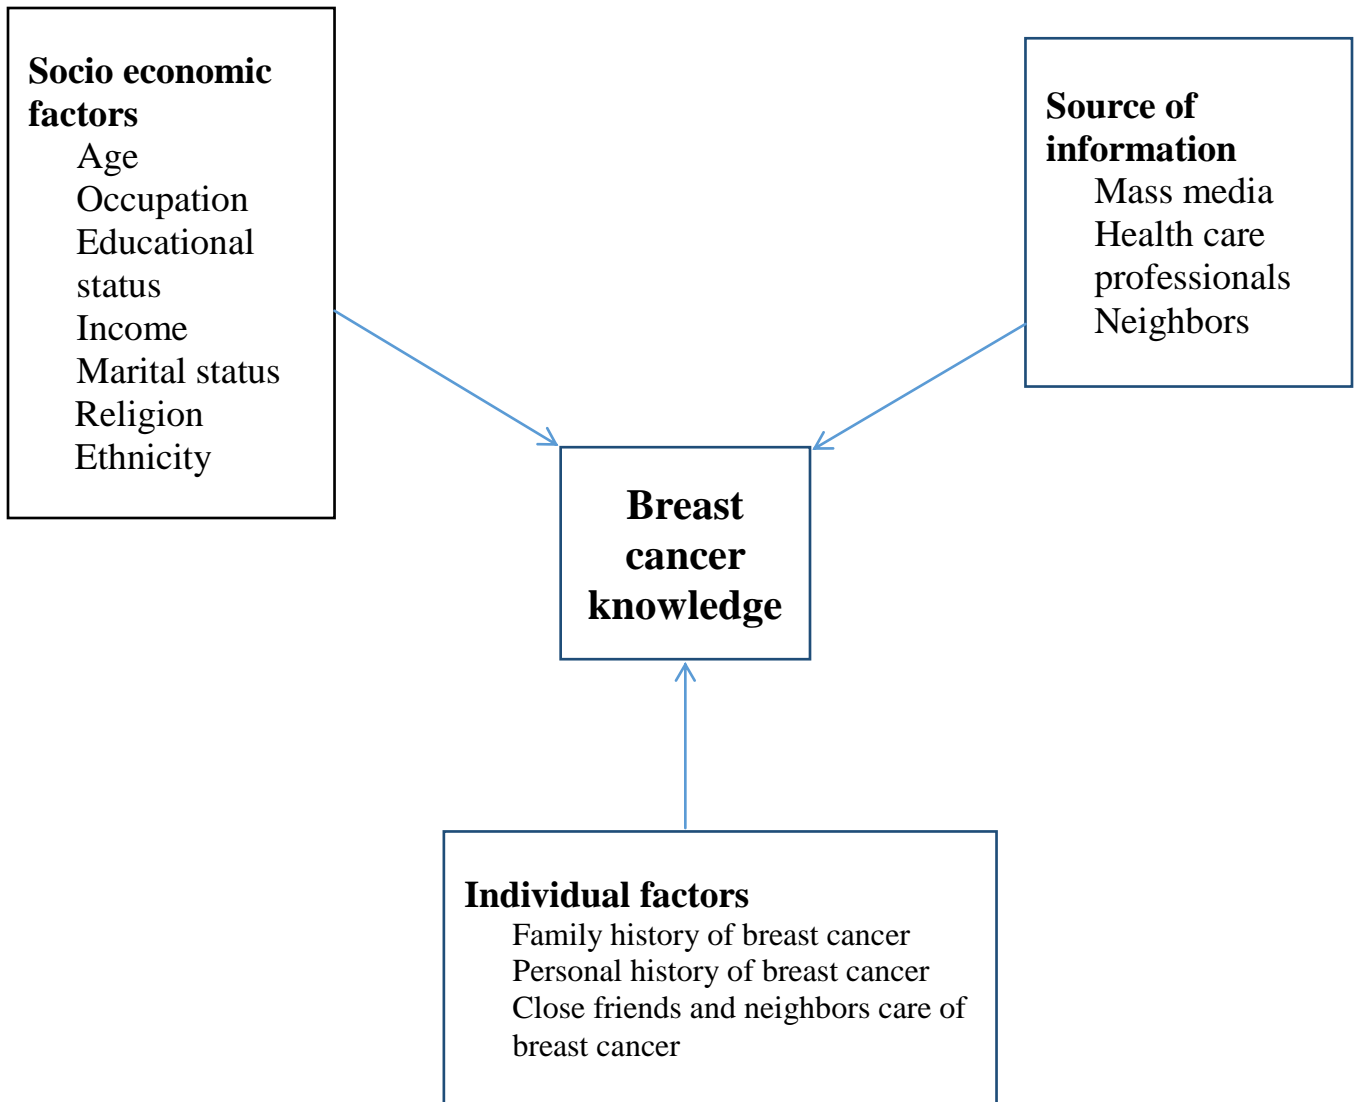 Socio economic
factors
Age
Occupation
Educational
status
Income
Marital status
Religion
Ethnicity
Source of
information
Mass media
Health care
professionals
Neighbors
Breast
cancer
knowledge
Individual factors
Family history of breast cancer
Personal history of breast cancer
Close friends and neighbors care of
breast cancer